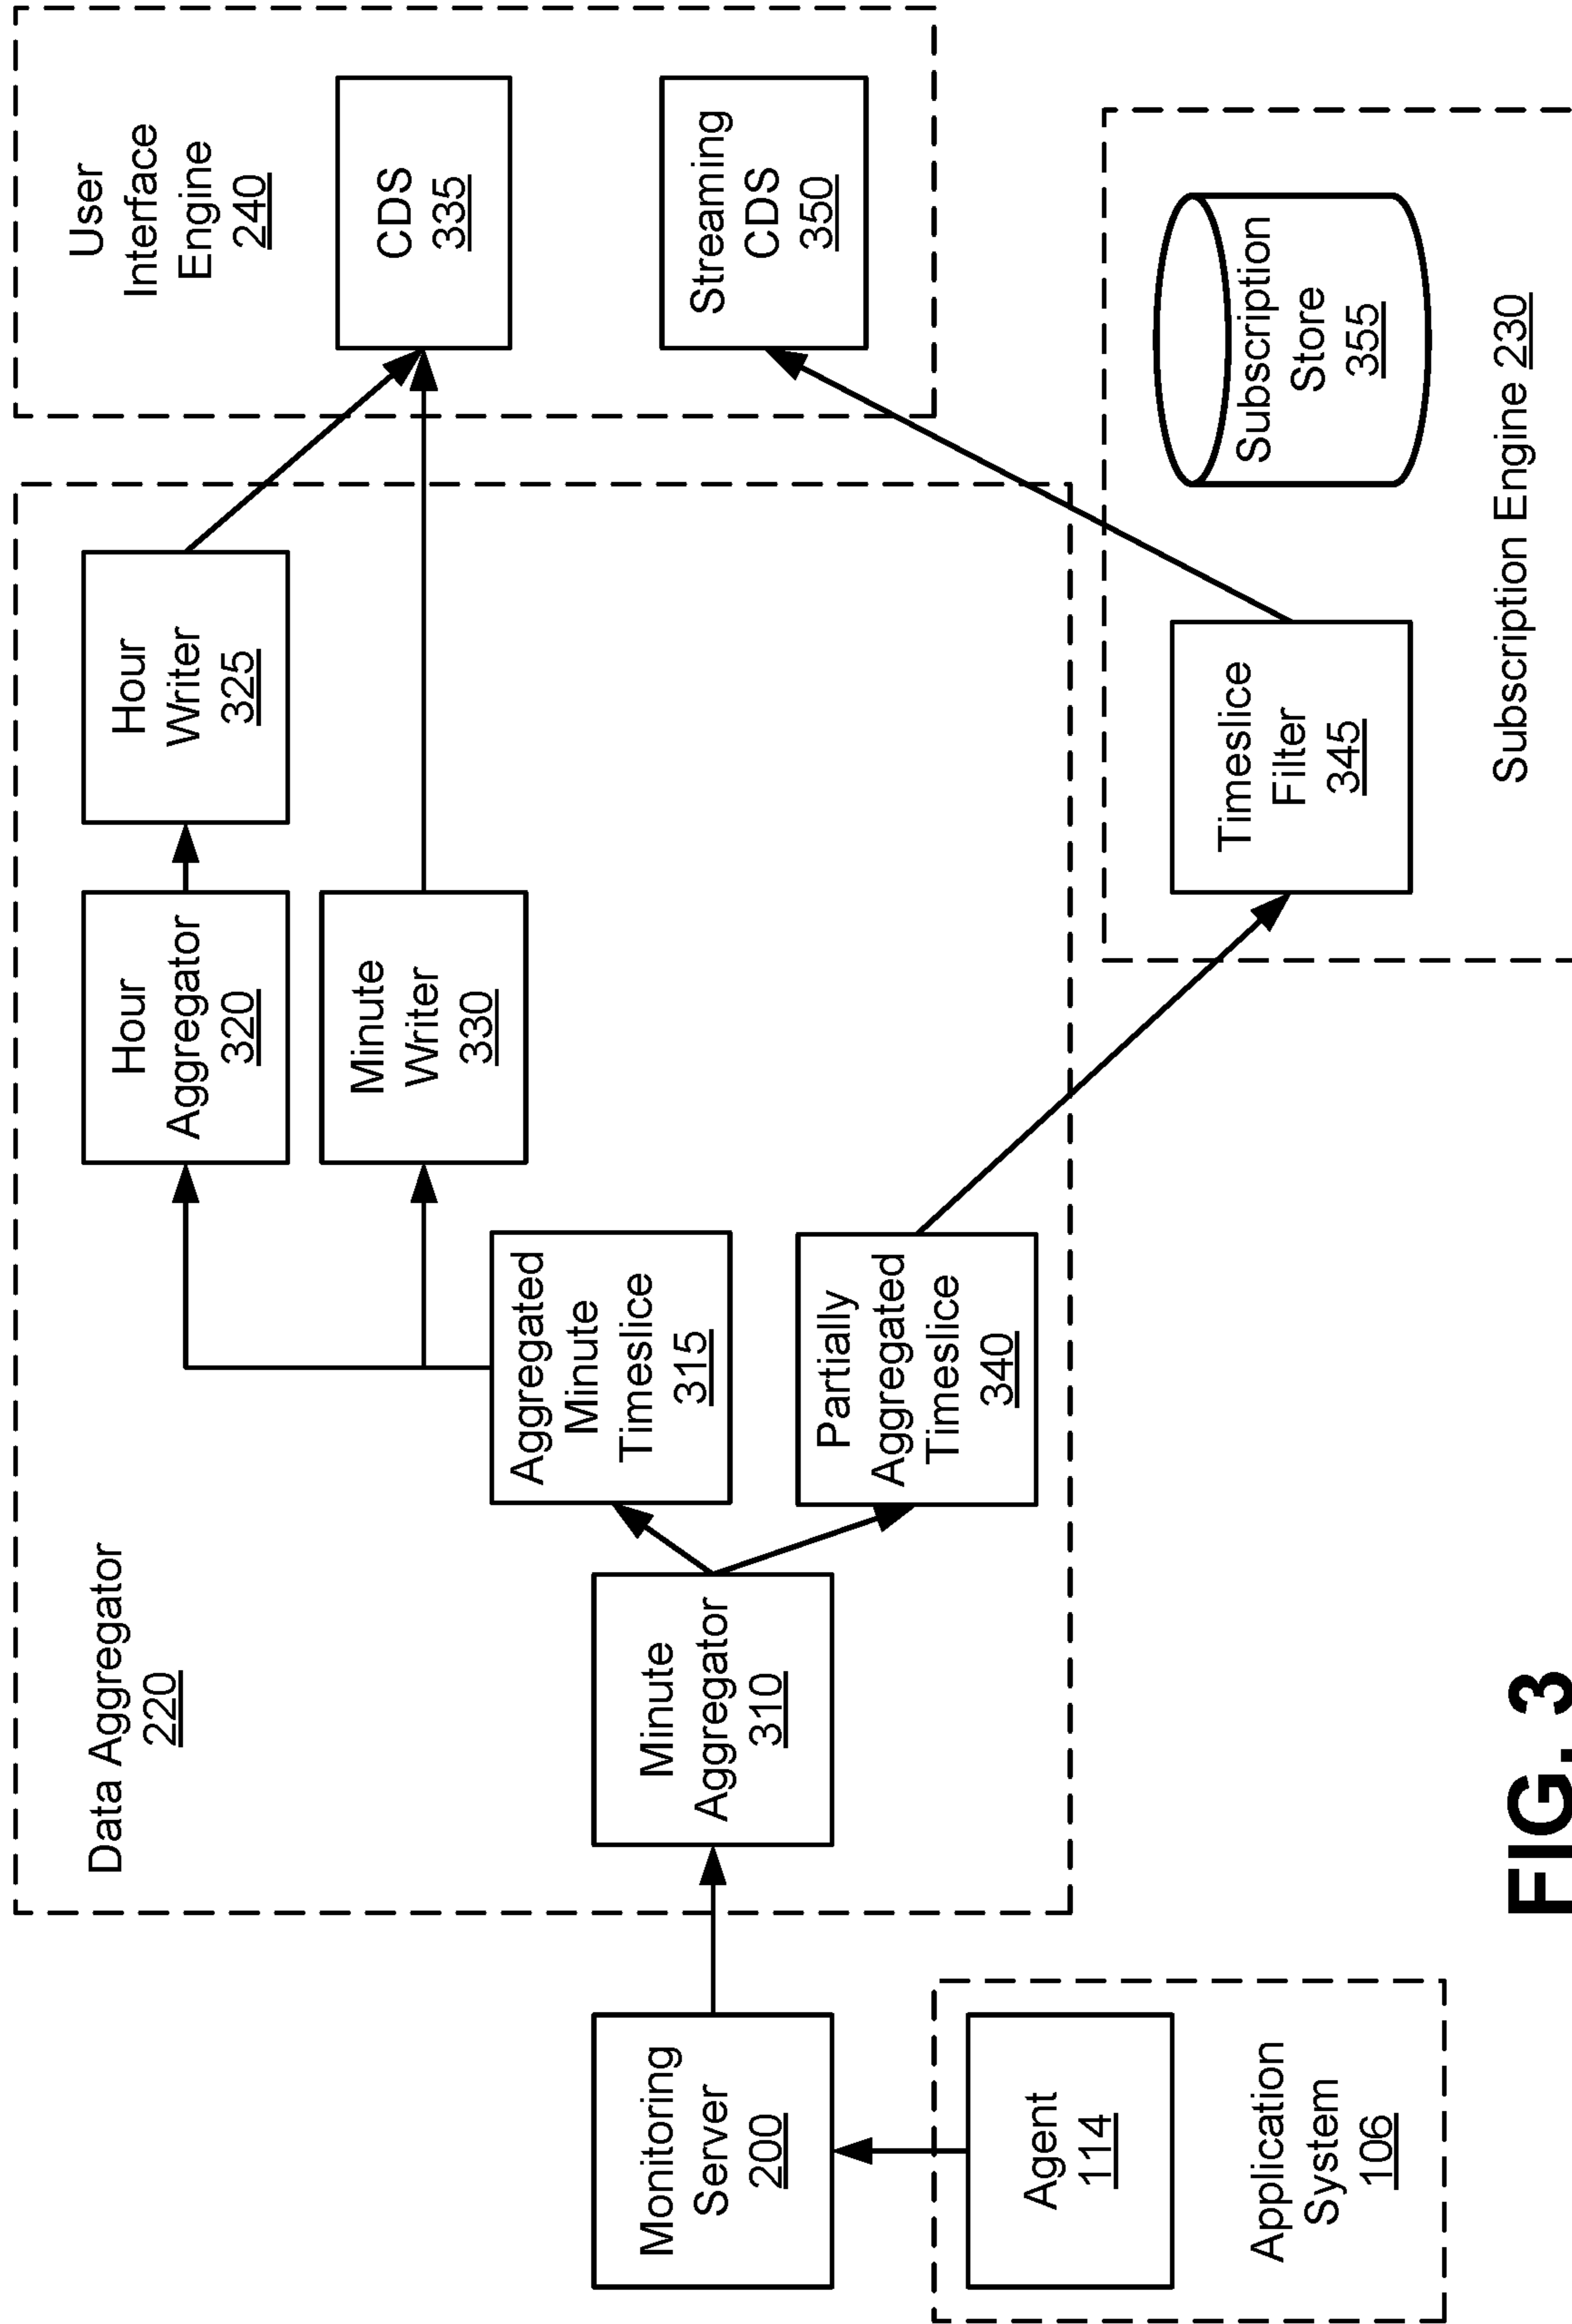 Data Aggregator
220
Hour
Aggregator
320
Hour
Writer
325
User
Interface
Engine
240
CDS
335
Minute
Writer
330
Aggregated
Minute
Timeslice
315
Streaming
CDS
350
Monitoring
Server
200
Minute
Aggregator
310
Partially
Aggregated
Timeslice
340
Agent
114
Application
System
106
Timeslice
Filter
345
Subscription
Store
355
Subscription Engine 230
FIG. 3